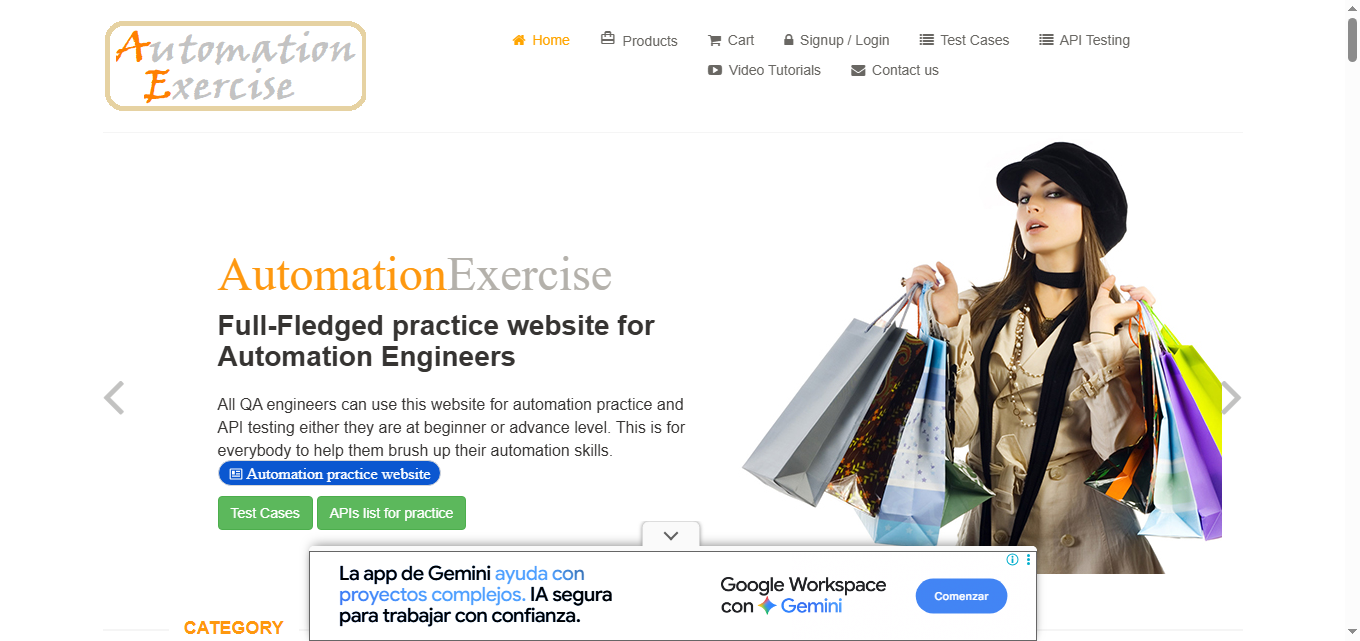 Automation
Exercise
Home
Products
Cart
Signup / Login
Test Cases
API Testing
Video Tutorials
Contact us
AutomationExercise
Full-Fledged practice website for
Automation Engineers
All QA engineers can use this website for automation practice and
API testing either they are at beginner or advance level. This is for
everybody to help them brush up their automation skills.
Automation practice website
Test Cases
APIs list for practice
La app de Gemini ayuda con
proyectos complejos. IA segura
para trabajar con confianza.
Google Workspace
con Gemini
Comenzar
CATEGORY